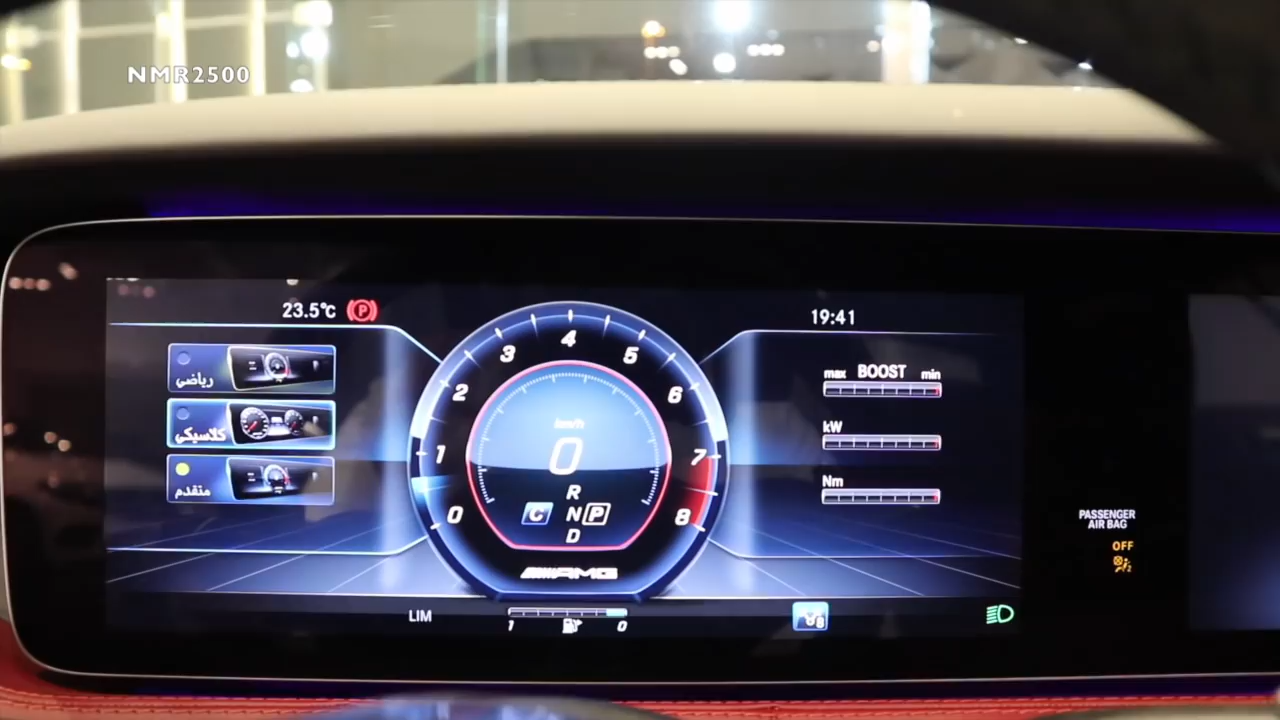 NMR2500
23.5°C
P
19:41
رياضي
كلاسيكي
متقدم
0
1
2
3
4
5
6
7
8
km/h
0
R
C
N
P
D
AMG
max BOOST min
kW
Nm
PASSENGER
AIR BAG
OFF
LIM
1
0